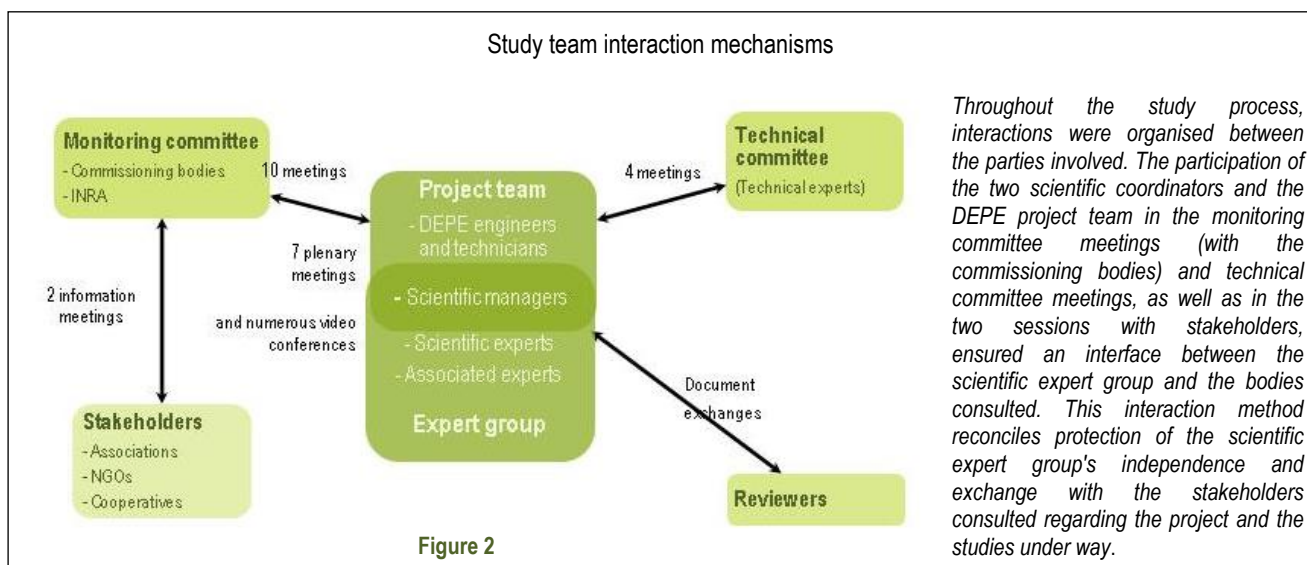 Study team interaction mechanisms
Monitoring committee
- Commissioning bodies
- INRA
10 meetings
Project team
- DEPE engineers
and technicians
- Scientific managers
- Scientific experts
- Associated experts
Expert group
7 plenary
meetings
and numerous video
conferences
4 meetings
Technical
committee
(Technical experts)
2 information
meetings
Stakeholders
- Associations
- NGOs
- Cooperatives
Document
exchanges
Reviewers
Figure 2
Throughout the study process,
interactions were organised between
the parties involved. The participation of
the two scientific coordinators and the
DEPE project team in the monitoring
committee meetings (with the
commissioning bodies) and technical
committee meetings, as well as in the
two sessions with stakeholders,
ensured an interface between the
scientific expert group and the bodies
consulted. This interaction method
reconciles protection of the scientific
expert group's independence and
exchange with the stakeholders
consulted regarding the project and the
studies under way.